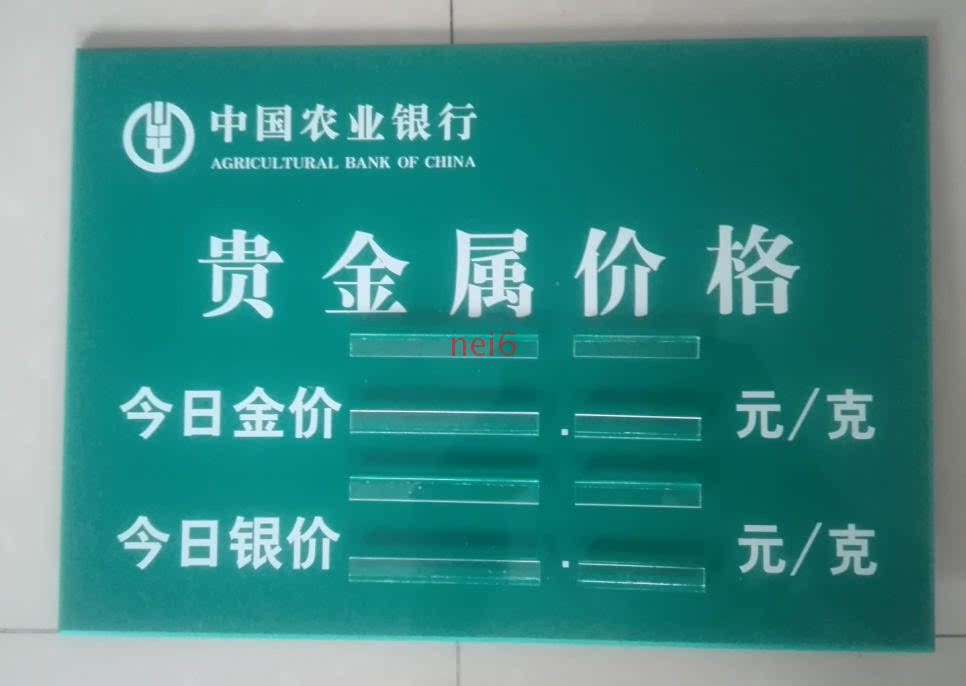 中国农业银行
AGRICULTURAL BANK OF CHINA
贵金属价格
nei6
今日金价 . 元/克
今日银价 . 元/克